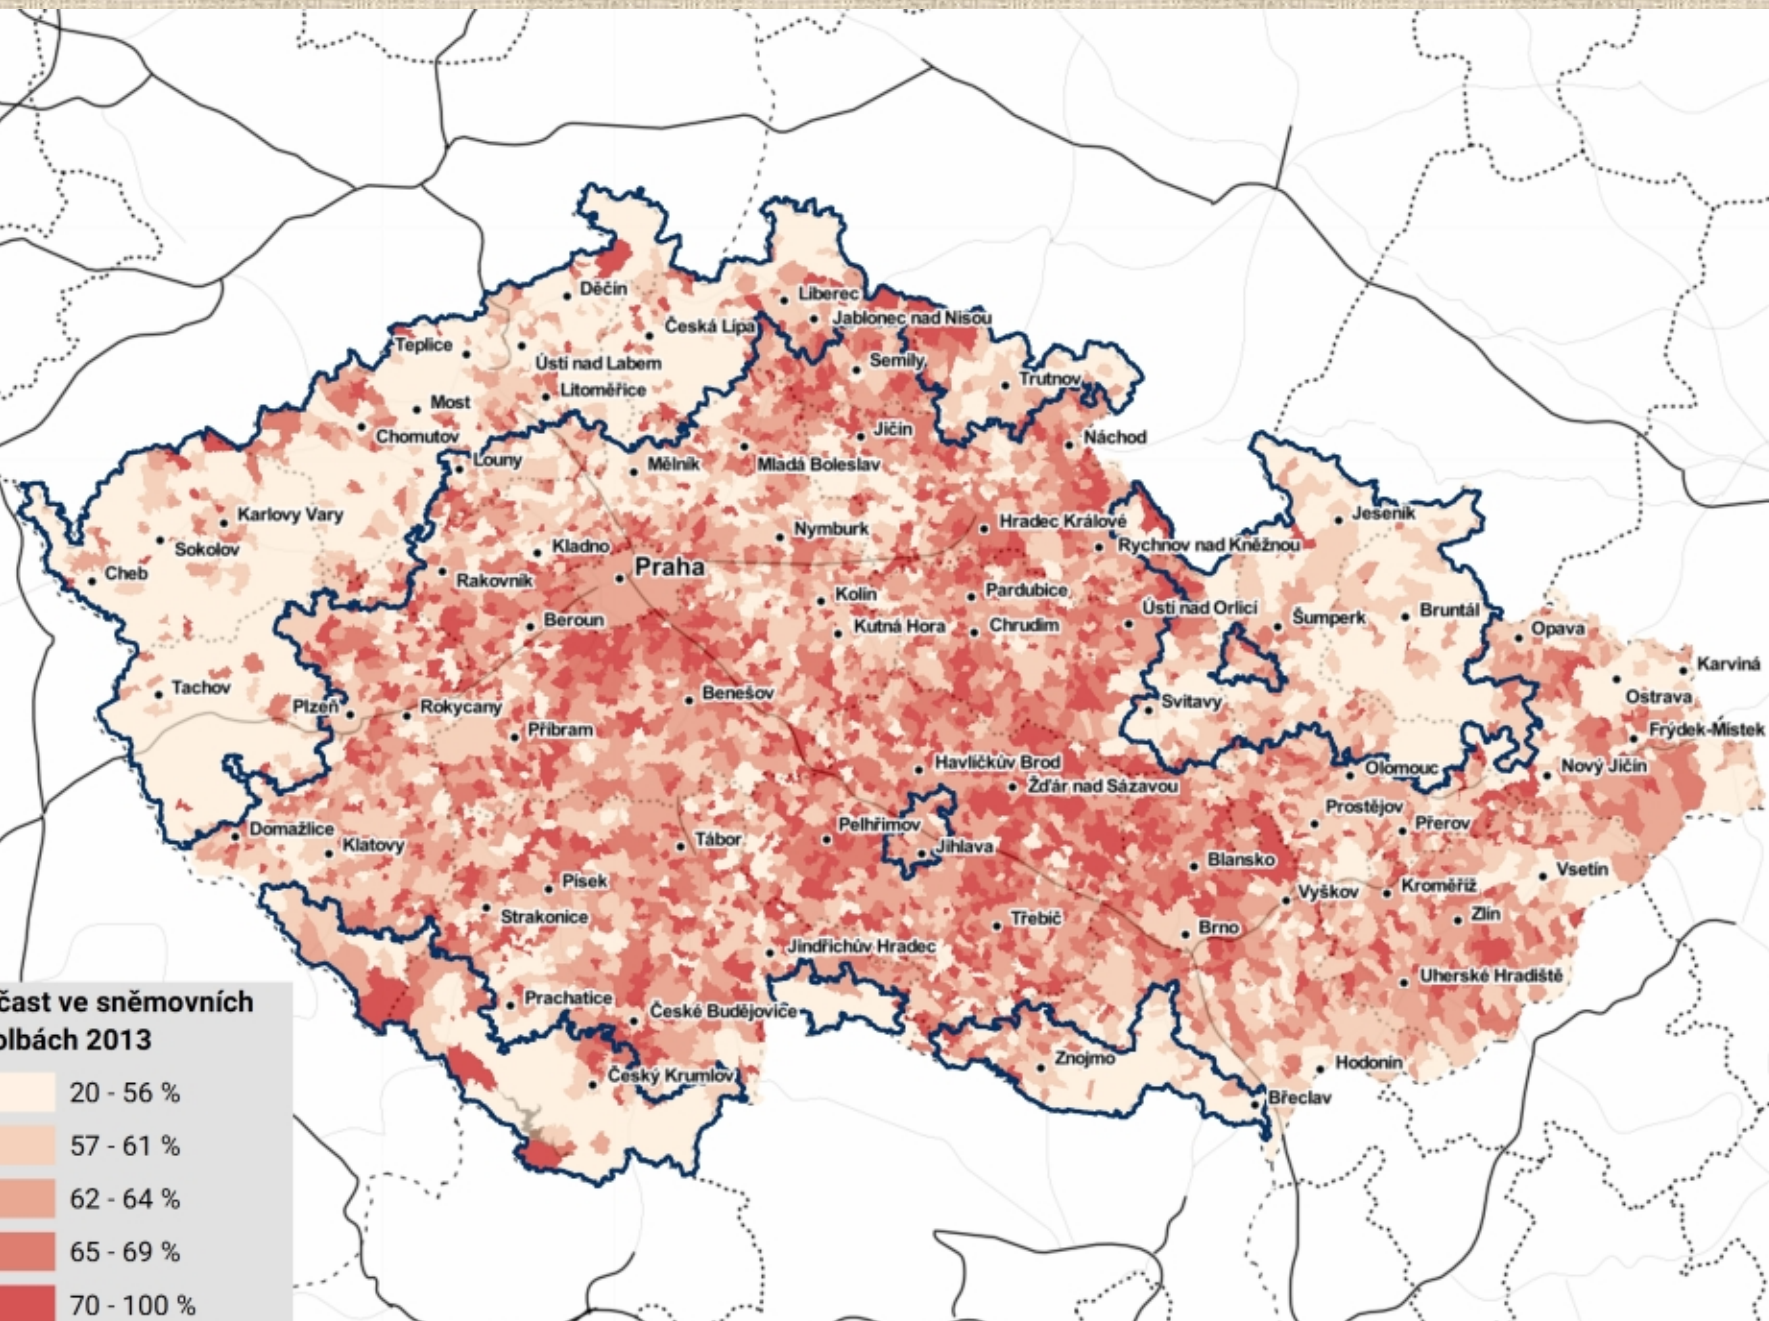 Děčín
Liberec
Česká Lípa
Jablonec nad Nisou
Teplice
Ústí nad Labem
Semily
Trutnov
Litoměřice
Most
Chomutov
Jičín
Náchod
Louny
Mělník
Mladá Boleslav
Karlovy Vary
Sokolov
Cheb
Kladno
Nymburk
Hradec Králové
Jeseník
Rychnov nad Kněžnou
Praha
Rakovník
Kolín
Pardubice
Beroun
Kutná Hora
Chrudim
Ústí nad Orlicí
Šumperk
Bruntál
Opava
Karviná
Tachov
Plzeň
Rokycany
Benešov
Svitavy
Ostrava
Příbram
Frýdek-Místek
Havlíčkův Brod
Olomouc
Nový Jičín
Žďár nad Sázavou
Prostějov
Přerov
Domažlice
Klatovy
Tábor
Pelhřimov
Jihlava
Blansko
Vsetín
Písek
Vyškov
Kroměříž
Strakonice
Třebíč
Zlín
Brno
Jindřichův Hradec
Uherské Hradiště
Prachatice
České Budějovice
Znojmo
Hodonín
Český Krumlov
Břeclav
čast ve sněmovních
olbách 2013
20 - 56 %
57 - 61 %
62 - 64 %
65 - 69 %
70 - 100 %